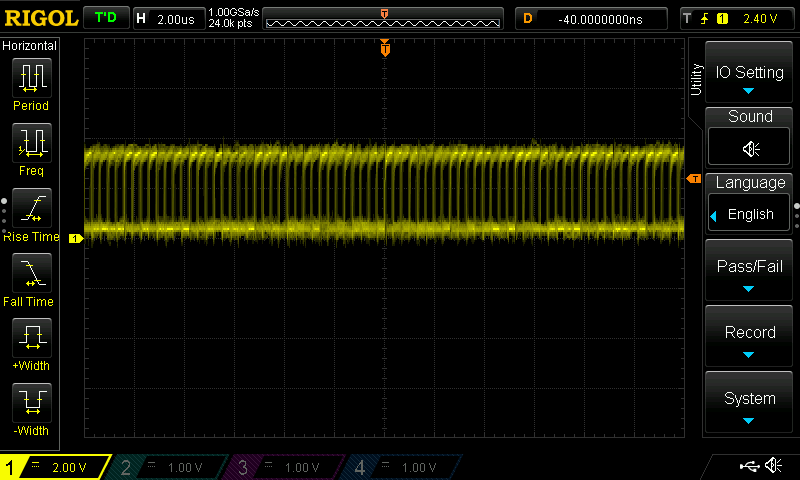 RIGOL T'D H 2.00us 1.00GSa/s D -40.0000000ns T 1 2.40 V
24.0k pts
T
Horizontal
Period
Freq
Rise Time
Fall Time
+Width
-Width
T
T
1
Utility
IO Setting
Sound
Language
English
Pass/Fail
Record
System
1 = 2.00 V 2 = 1.00 V 3 = 1.00 V 4 = 1.00 V